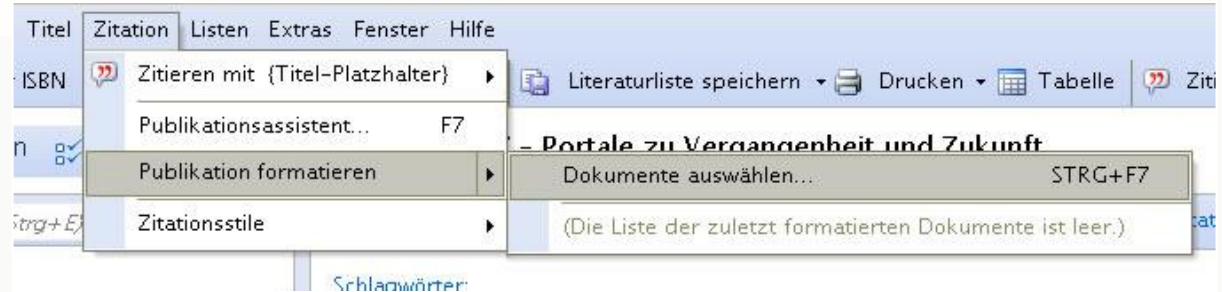 Titel Zitation Listen Extras Fenster Hilfe
ISBN Zitieren mit {Titel-Platzhalter} Literaturliste speichern Drucken Tabelle
Publikationsassistent... F7
– Portale zu Vergangenheit und Zukunft
Publikation formatieren Dokumente auswählen... STRG+F7
Strg+E) Zitationsstile (Die Liste der zuletzt formatierten Dokumente ist leer.)
Schlagwörter: